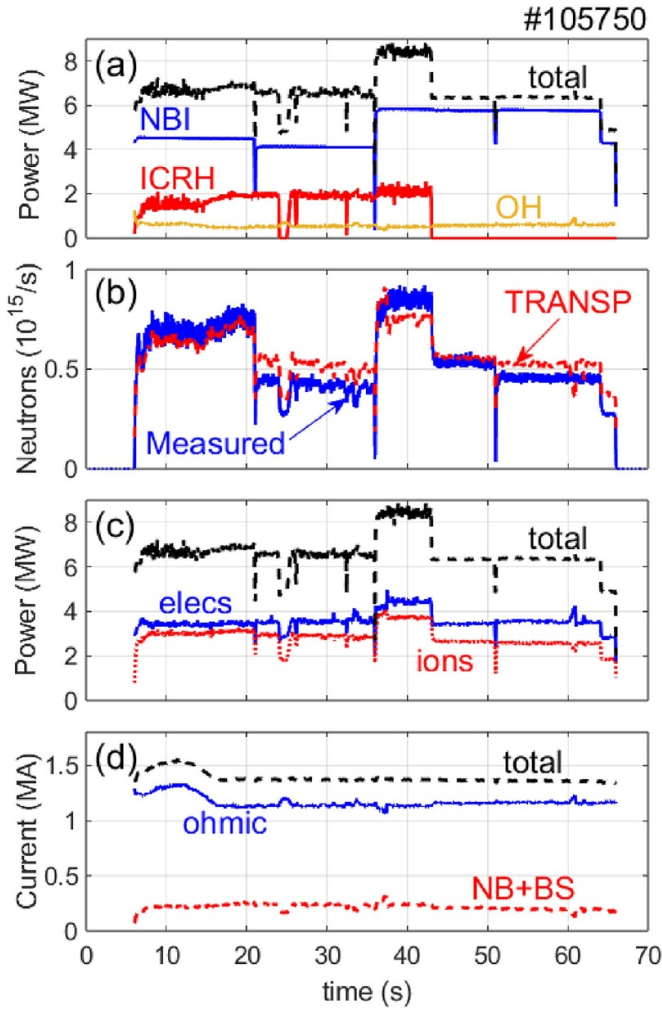 #105750
(a)
total
NBI
ICRH
OH
Power (MW)
8
6
4
2
0
(b)
TRANSP
Measured
Neutrons (10^15/s)
1
0.5
0
(c)
total
elecs
ions
Power (MW)
8
6
4
2
0
(d)
total
ohmic
NB+BS
Current (MA)
1.5
1
0.5
0
0 10 20 30 40 50 60 70
time (s)